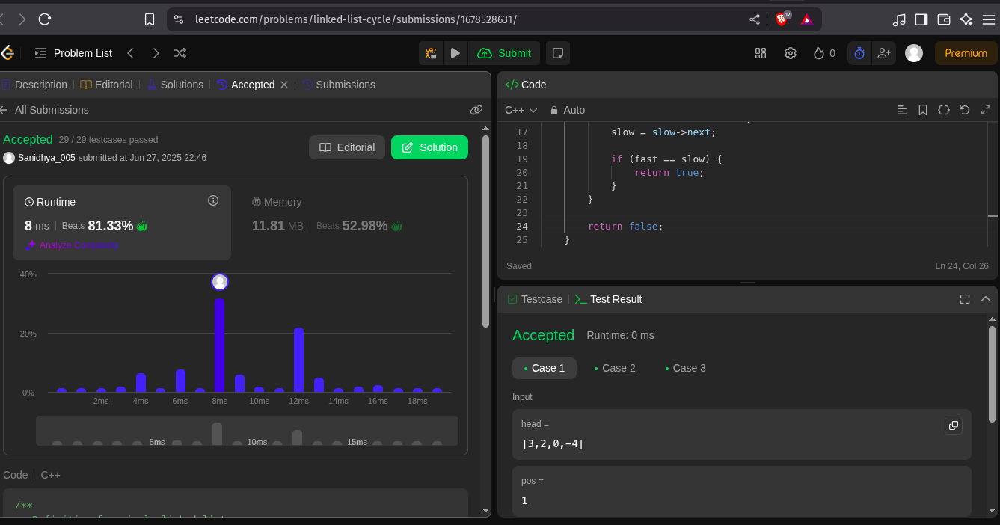 leetcode.com/problems/linked-list-cycle/submissions/1678528631/
12
Problem List
Submit
0
Premium
Description
Editorial
Solutions
Accepted
Submissions
All Submissions
Accepted 29 / 29 testcases passed
Sanidhya_005 submitted at Jun 27, 2025 22:46
Editorial
Solution
Runtime
8 ms Beats 81.33%
Analyze Complexity
Memory
11.81 MB Beats 52.98%
40%
20%
0%
2ms 4ms 6ms 8ms 10ms 12ms 14ms 16ms 18ms
5ms 10ms 15ms
Code C++
/**
Code
C++ Auto
17 slow = slow->next;
18
19 if (fast == slow) {
20 return true;
21 }
22 }
23
24 return false;
25 }
Saved
Ln 24, Col 26
Testcase
Test Result
Accepted Runtime: 0 ms
Case 1
Case 2
Case 3
Input
head =
[3,2,0,-4]
pos =
1